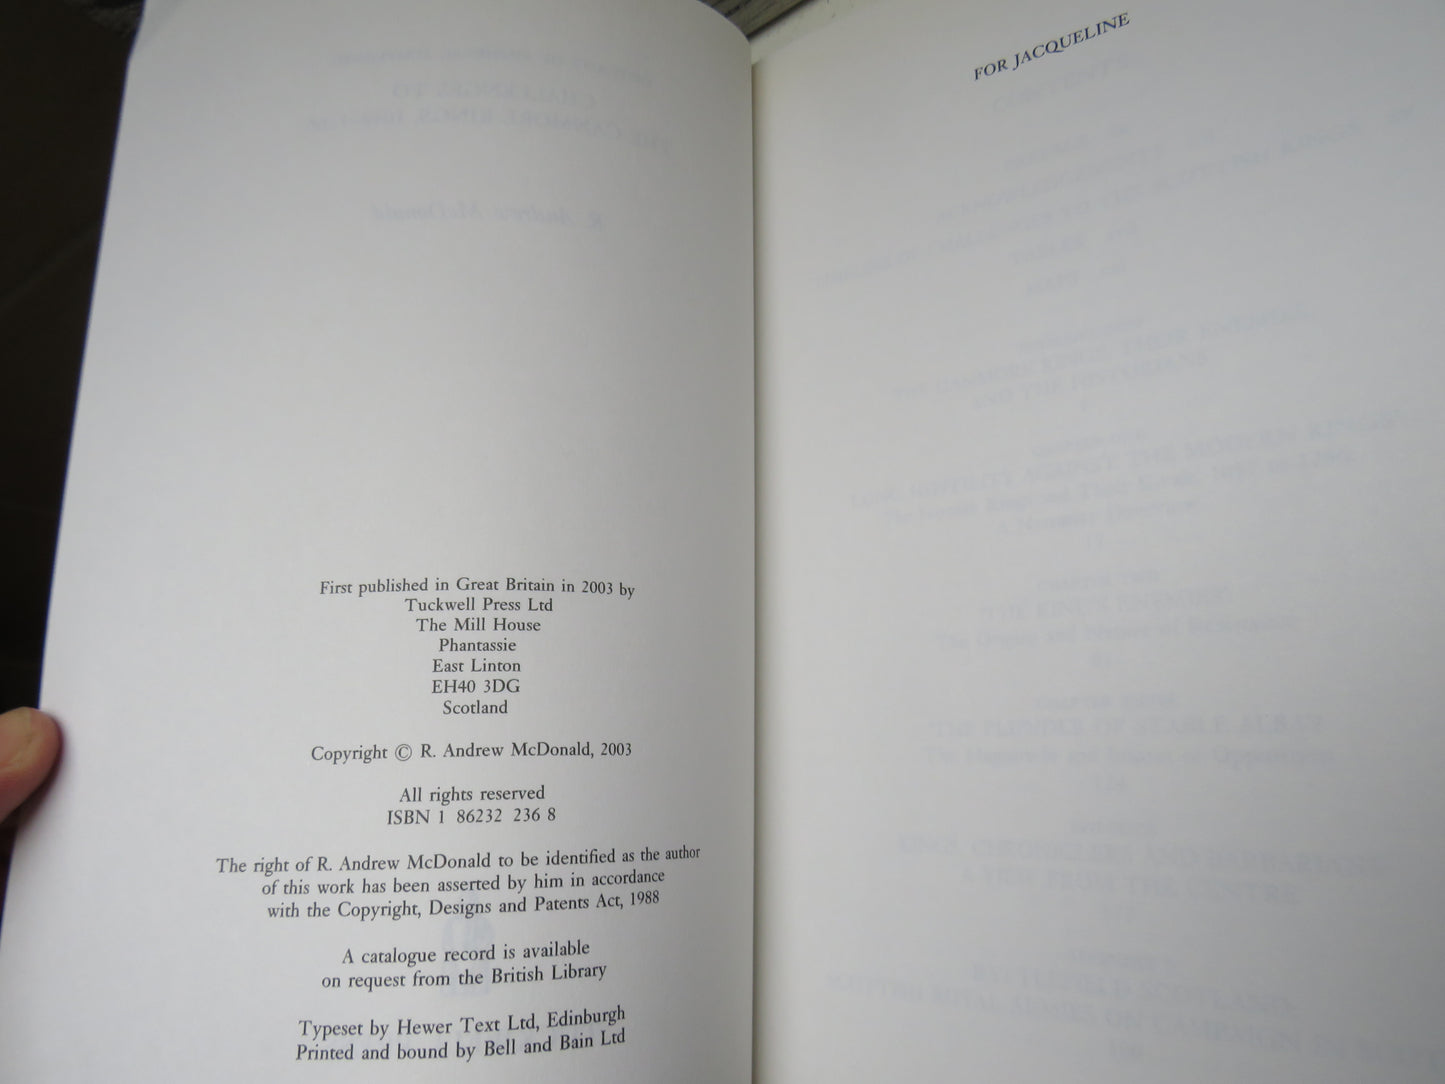 First published in Great Britain in 2003 by
Tuckwell Press Ltd
The Mill House
Phantassie
East Linton
EH40 3DG
Scotland
Copyright © R. Andrew McDonald, 2003
All rights reserved
ISBN 1 86232 236 8
The right of R. Andrew McDonald to be identified as the author
of this work has been asserted by him in accordance
with the Copyright, Designs and Patents Act, 1988
A catalogue record is available
on request from the British Library
Typeset by Hewer Text Ltd, Edinburgh
Printed and bound by Bell and Bain Ltd
FOR JACQUELINE